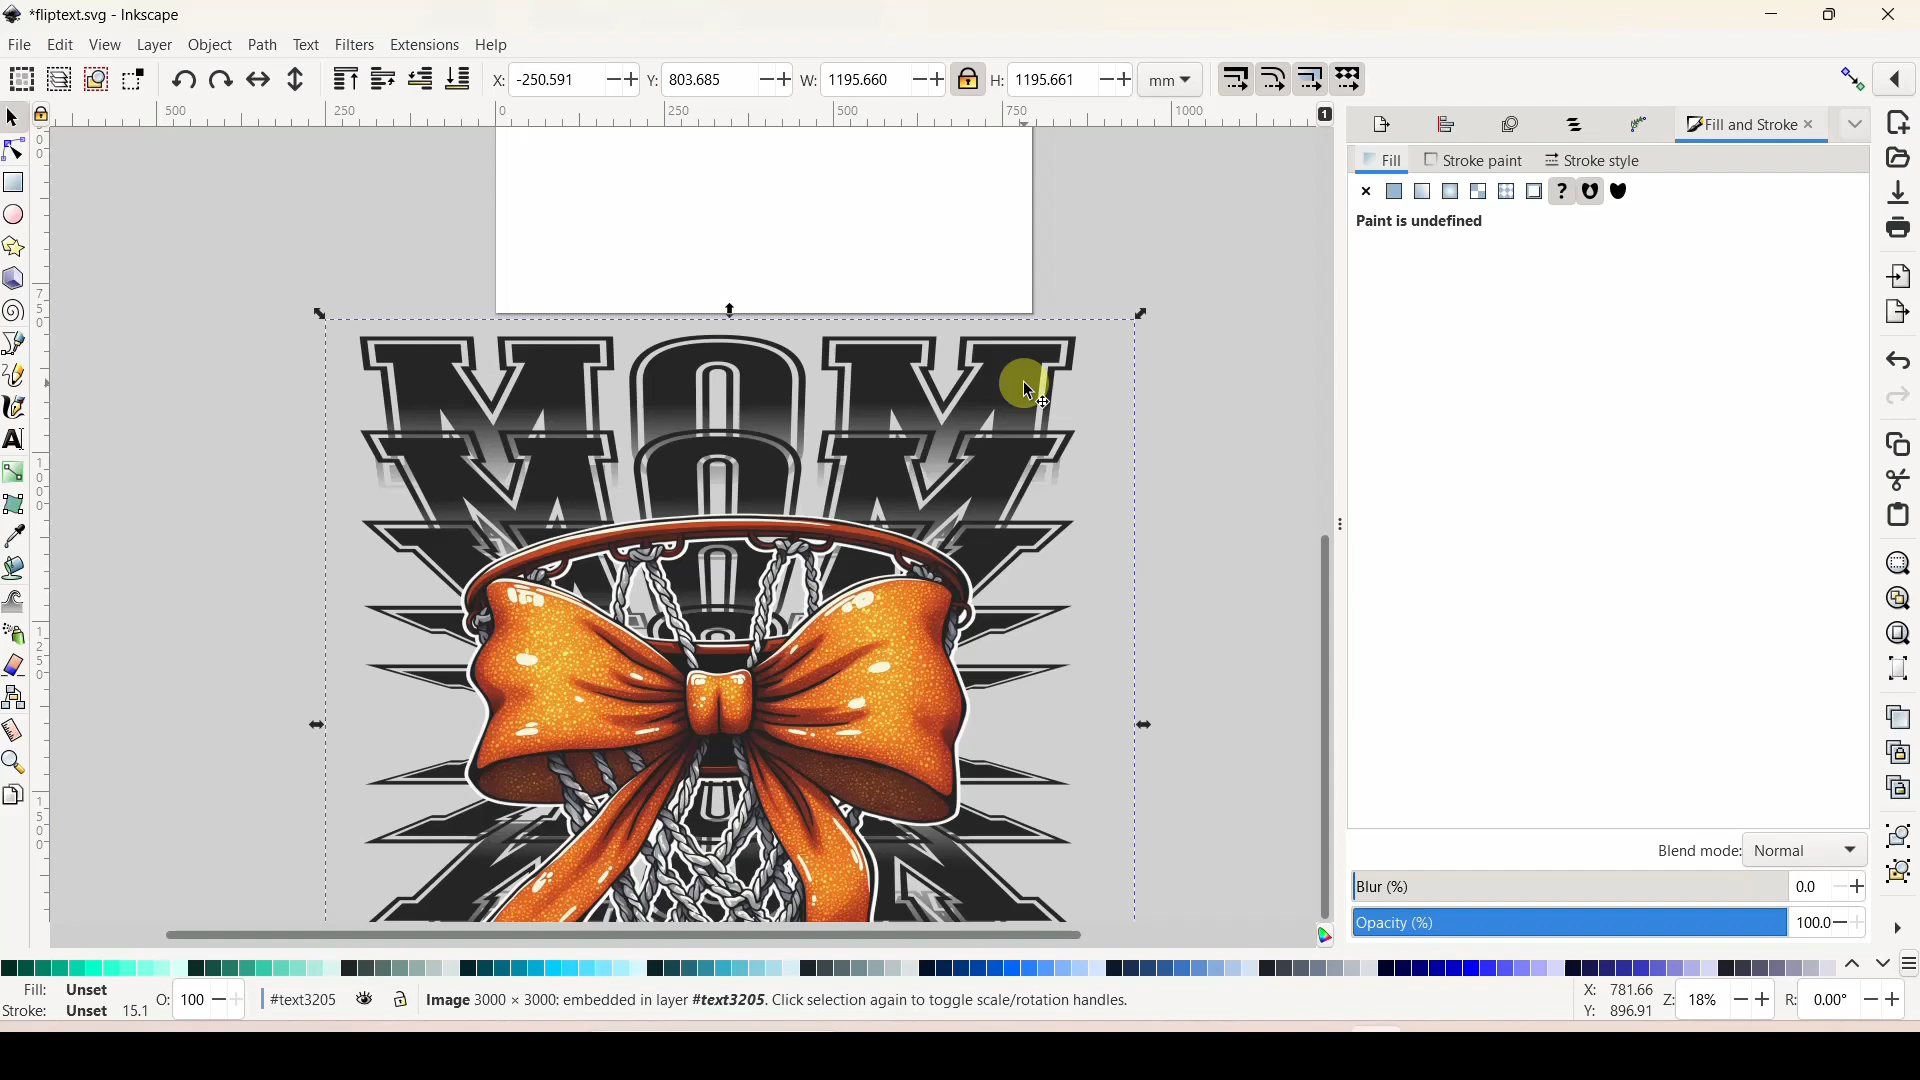 *fliptext.svg - Inkscape
File Edit View Layer Object Path Text Filters Extensions Help
X: -250.591 Y: 803.685 W: 1195.660 H: 1195.661 mm
500 250 0 250 500 750 1000 1
Fill and Stroke
Fill Stroke paint Stroke style
?
Paint is undefined
MOM
MOM
Blend mode: Normal
Blur (%) 0.0
Opacity (%) 100.0
Fill: Unset
Stroke: Unset 15.1
O: 100
#text3205
Image 3000 × 3000: embedded in layer #text3205. Click selection again to toggle scale/rotation handles.
X: 781.66
Y: 896.91
Z: 18%
R: 0.00°